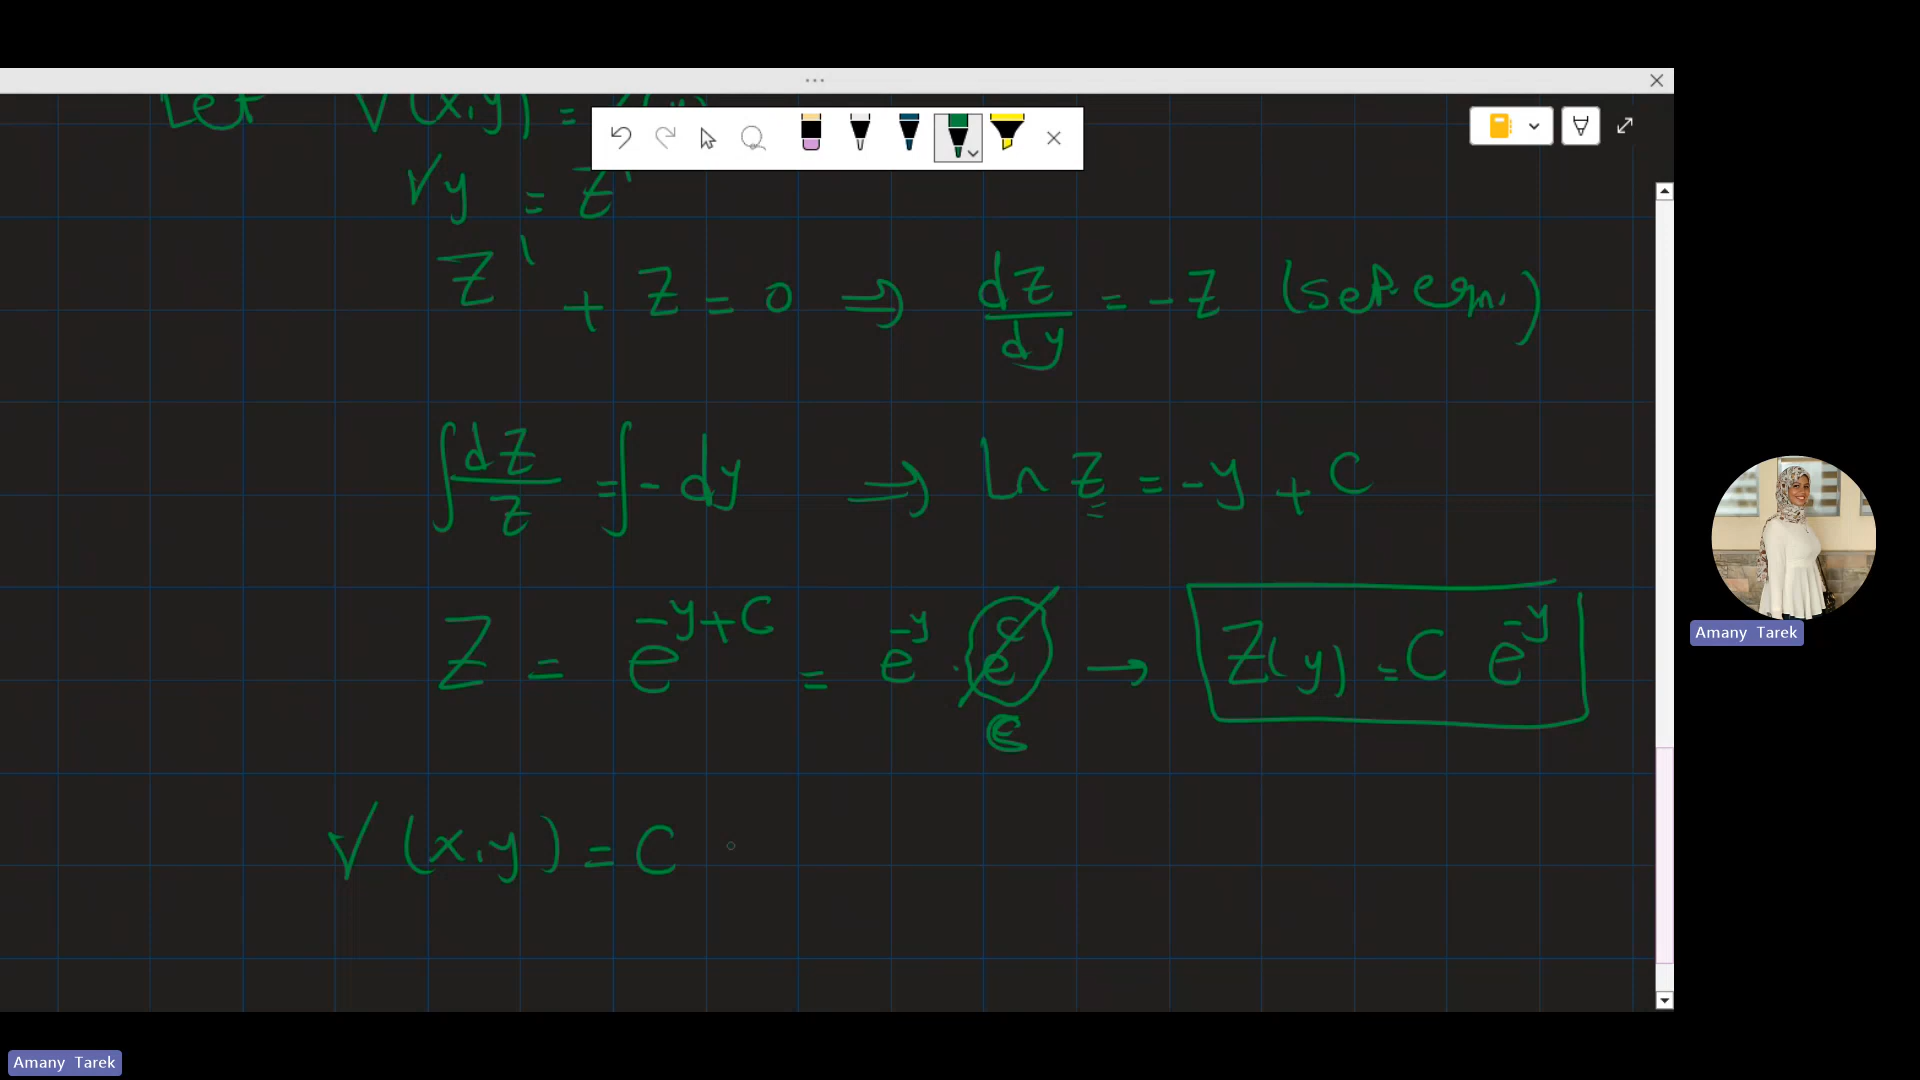 Let V(x,y) =
Vy = Z'
Z' + Z = 0 ⇒ dZ/dy = -Z (sep. eqn.)
∫ dZ/Z = ∫ - dy ⇒ ln Z = -y + C
Z = e^{-y+C} = e^{-y} . e^{c} → Z(y) = C e^{-y}
C
V(x,y) = C
Amany Tarek
Amany Tarek